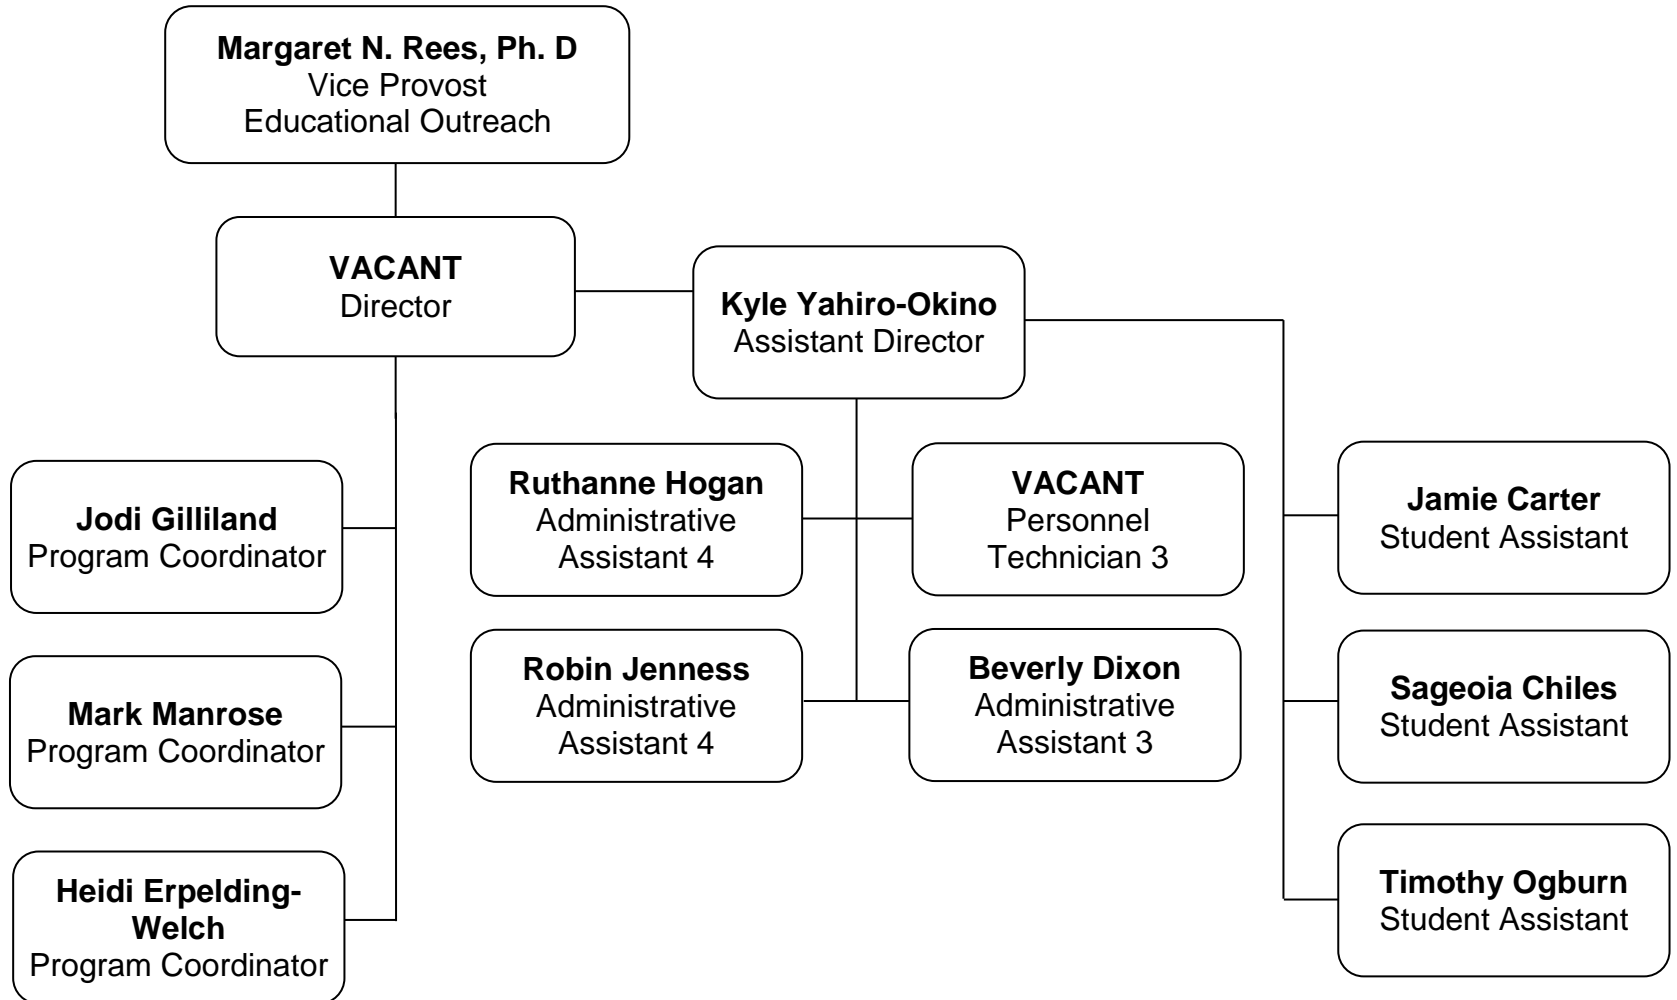 Margaret N. Rees, Ph. D
Vice Provost
Educational Outreach
VACANT
Director
Kyle Yahiro-Okino
Assistant Director
Jodi Gilliland
Program Coordinator
Mark Manrose
Program Coordinator
Heidi Erpelding-
Welch
Program Coordinator
Ruthanne Hogan
Administrative
Assistant 4
VACANT
Personnel
Technician 3
Robin Jenness
Administrative
Assistant 4
Beverly Dixon
Administrative
Assistant 3
Jamie Carter
Student Assistant
Sageoia Chiles
Student Assistant
Timothy Ogburn
Student Assistant